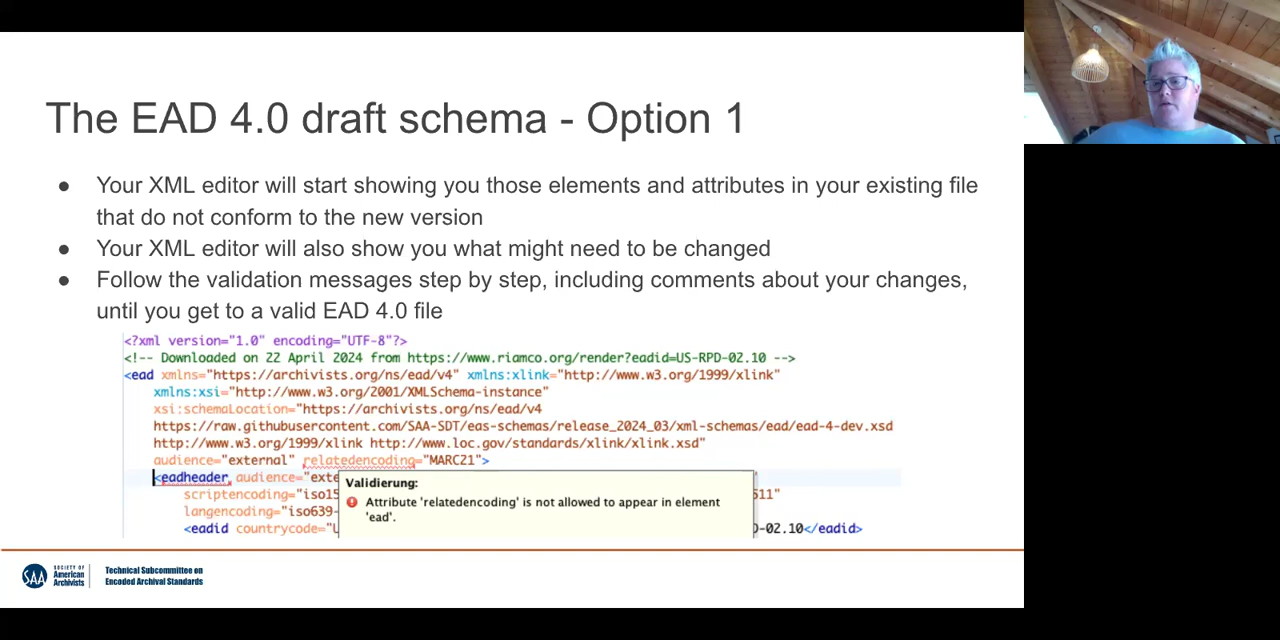 The EAD 4.0 draft schema - Option 1
● Your XML editor will start showing you those elements and attributes in your existing file
that do not conform to the new version
● Your XML editor will also show you what might need to be changed
● Follow the validation messages step by step, including comments about your changes,
until you get to a valid EAD 4.0 file
<?xml version="1.0" encoding="UTF-8"?>
<!-- Downloaded on 22 April 2024 from https://www.riamco.org/render?eadid=US-RPD-02.10 -->
<ead xmlns="https://archivists.org/ns/ead/v4" xmlns:xlink="http://www.w3.org/1999/xlink"
xmlns:xsi="http://www.w3.org/2001/XMLSchema-instance"
xsi:schemaLocation="https://archivists.org/ns/ead/v4
https://raw.githubusercontent.com/SAA-SDT/eas-schemas/release_2024_03/xml-schemas/ead/ead-4-dev.xsd
http://www.w3.org/1999/xlink http://www.loc.gov/standards/xlink/xlink.xsd"
audience="external" relatedencoding="MARC21">
<eadheader audience="exte
Validierung:
scriptencoding="iso15
Attribute 'relatedencoding' is not allowed to appear in element
511"
langencoding="iso639-
'ead'.
<eadid countrycode="U
-02.10</eadid>
SAA
SOCIETY OF
American
Archivists
Technical Subcommittee on
Encoded Archival Standards